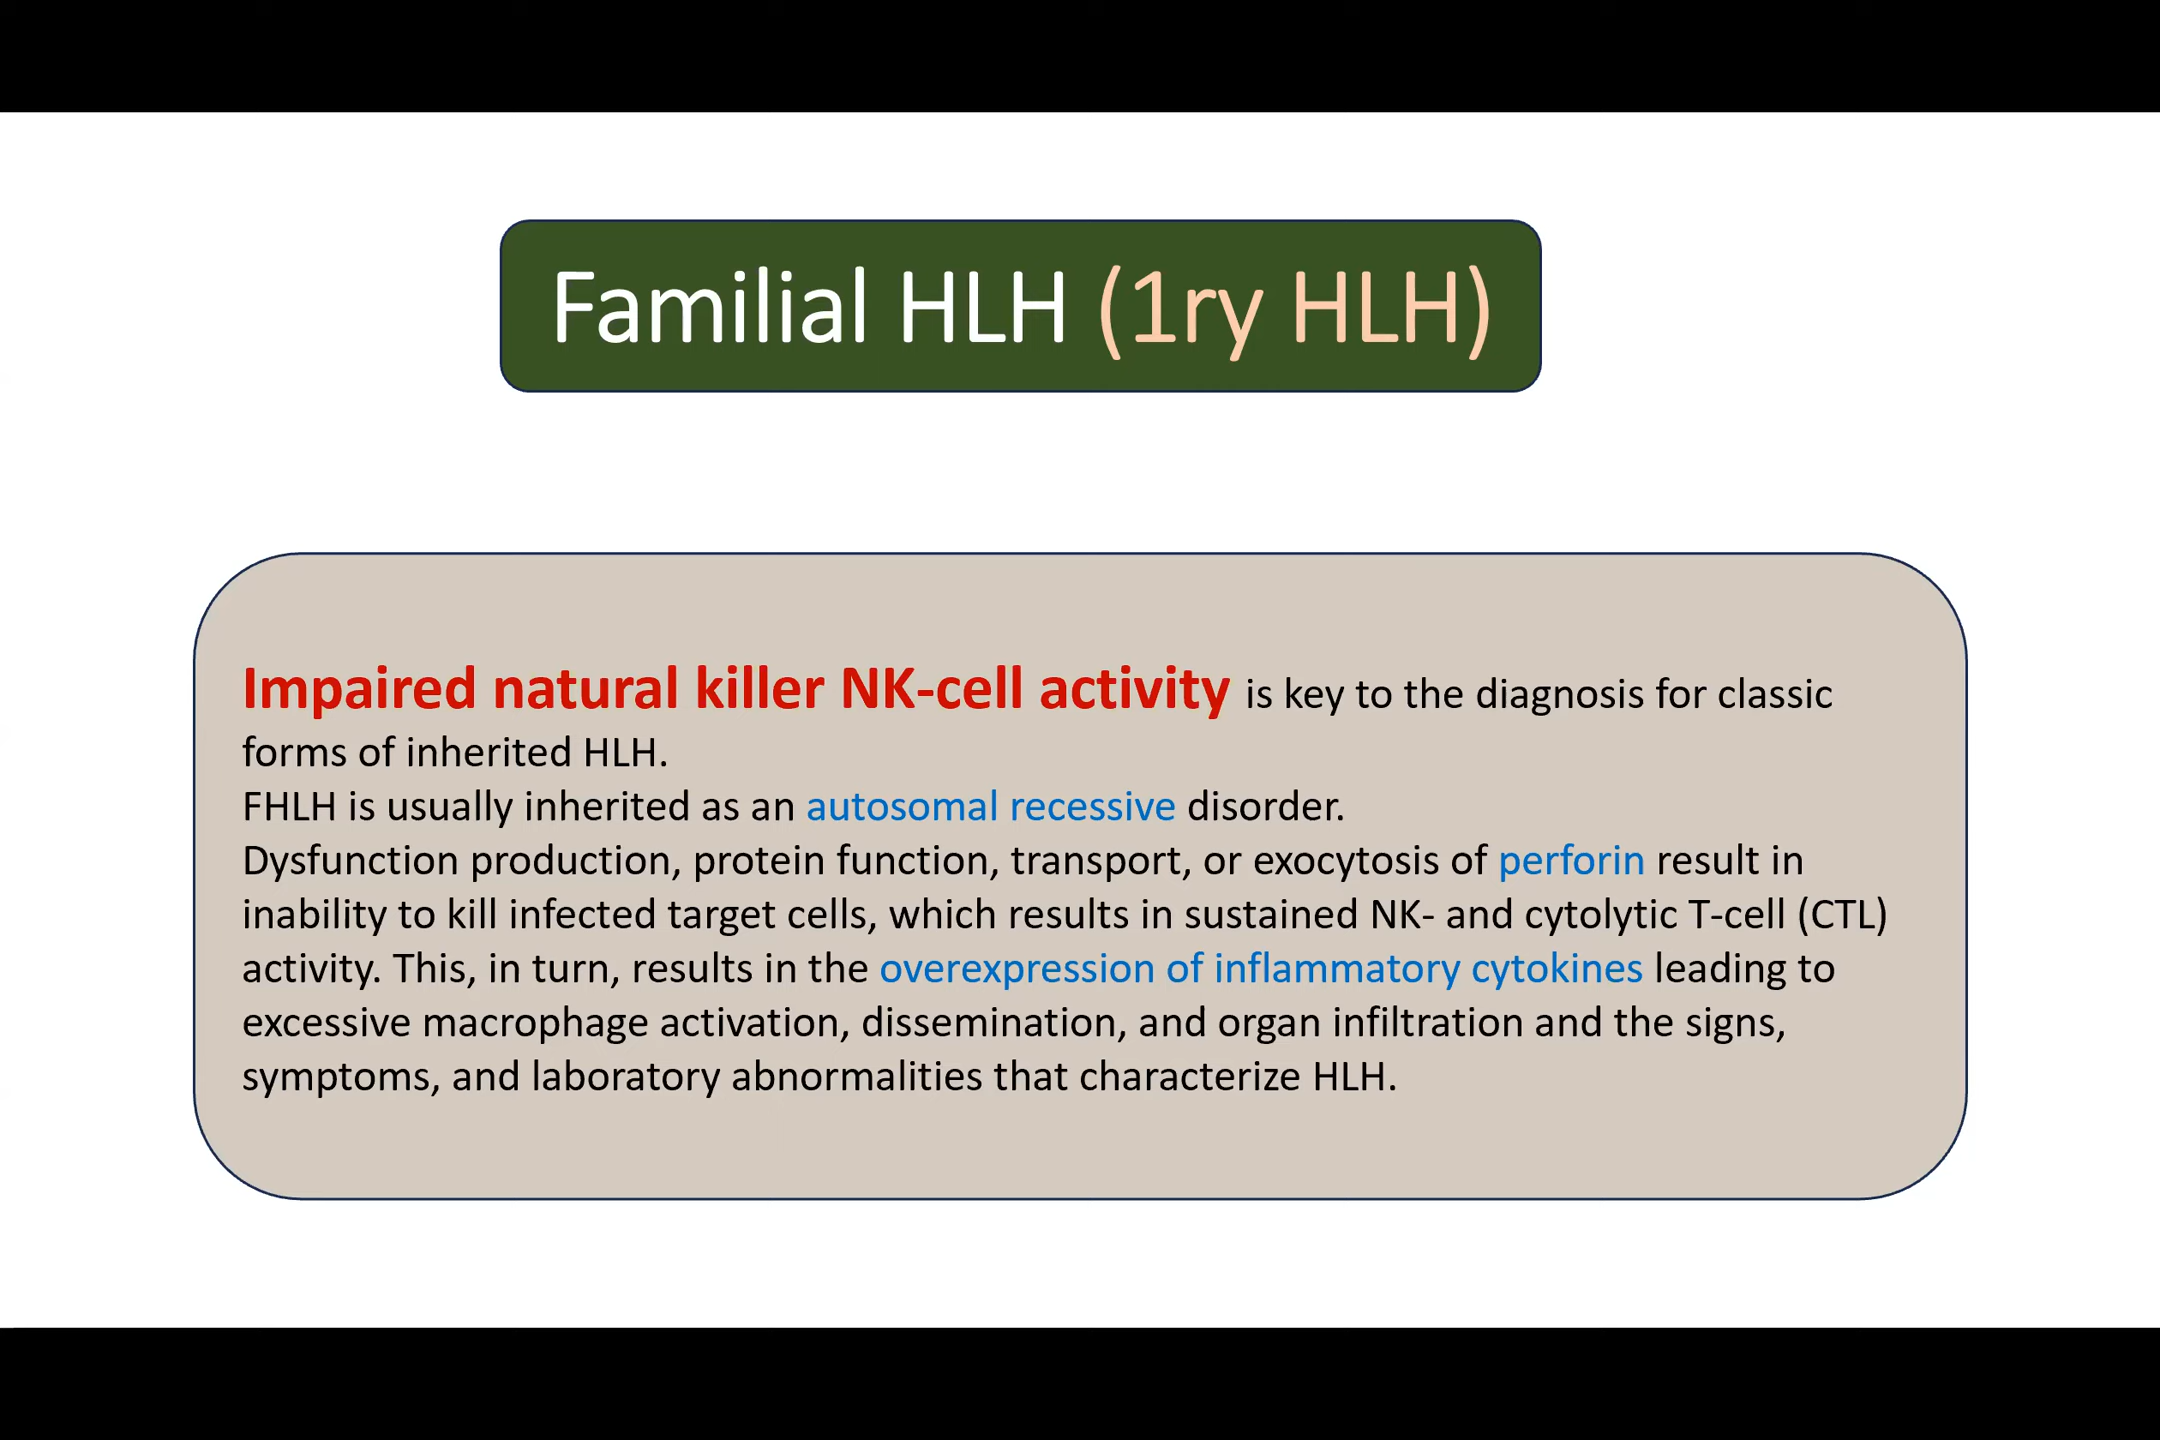 Familial HLH (1ry HLH)
Impaired natural killer NK-cell activity is key to the diagnosis for classic
forms of inherited HLH.
FHLH is usually inherited as an autosomal recessive disorder.
Dysfunction production, protein function, transport, or exocytosis of perforin result in
inability to kill infected target cells, which results in sustained NK- and cytolytic T-cell (CTL)
activity. This, in turn, results in the overexpression of inflammatory cytokines leading to
excessive macrophage activation, dissemination, and organ infiltration and the signs,
symptoms, and laboratory abnormalities that characterize HLH.